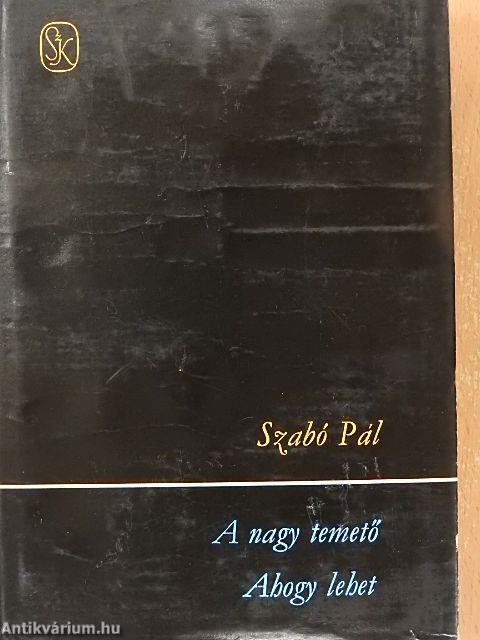 SzK
Szabó Pál
A nagy temető
Ahogy lehet
Antikvárium.hu